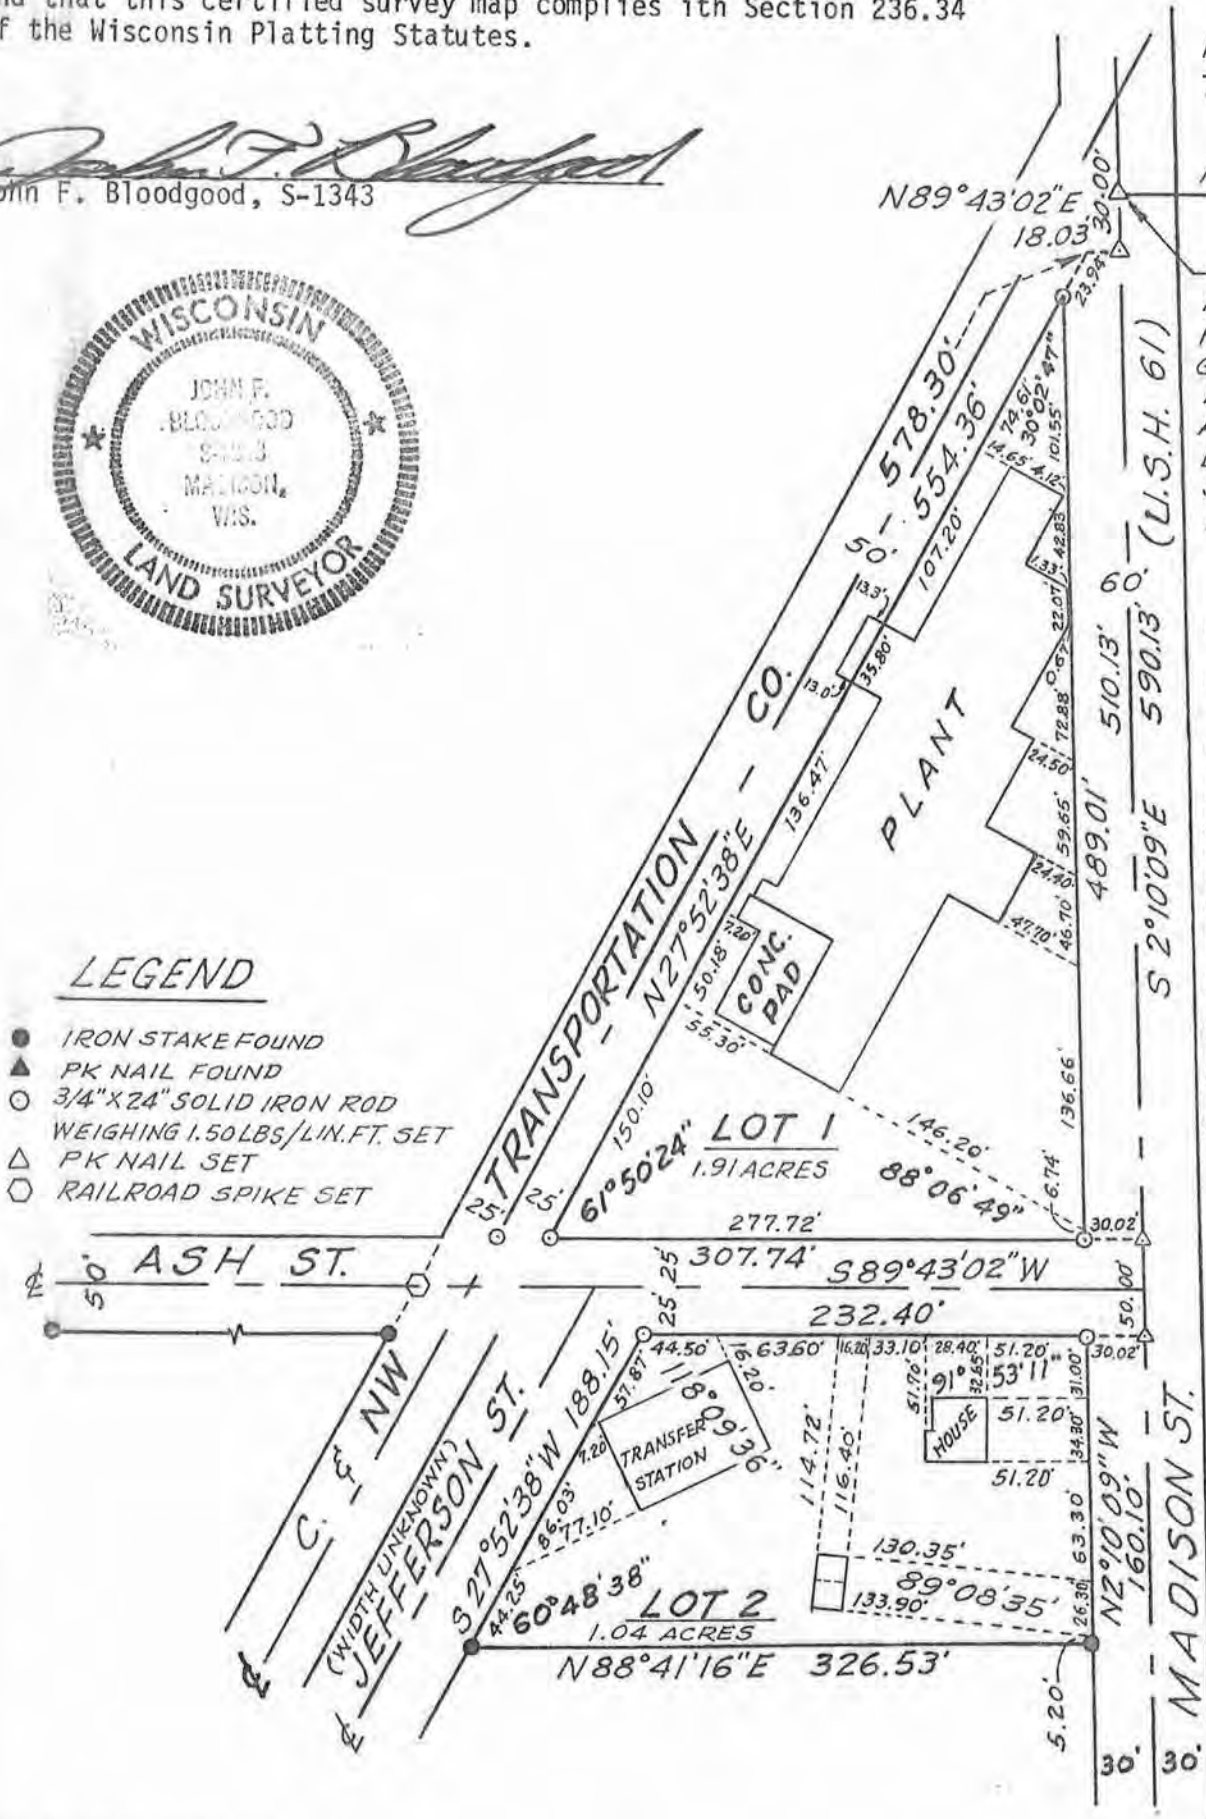 that this certified survey map complies ith Section 236.34
f the Wisconsin Platting Statutes.
ohn F. Bloodgood, S-1343
WISCONSIN
JOHN F.
MADISON,
WIS.
LAND SURVEYOR
N89°43'02"E
18.03'
30.00'
23.94'
578.30'
554.36'
50'
74.61'
30°02'47"
101.55'
14.65'
4.12'
107.20'
42.83'
1.33'
22.07'
0.67'
13.3'
35.80'
13.0'
72.88'
24.50'
59.65'
24.40'
46.70'
47.70'
136.47'
PLANT
60'
(U.S.H. 61)
510.13'
590.13'
489.01'
S 2°10'09"E
TRANSPORTATION CO.
N27°52'38"E
7.20'
50.18'
CONC.
PAD
55.30'
150.10'
136.66'
146.20'
6.74'
LOT 1
1.91 ACRES
61°50'24"
88°06'49"
LEGEND
IRON STAKE FOUND
PK NAIL FOUND
3/4"X24" SOLID IRON ROD
WEIGHING 1.50 LBS/LIN.FT. SET
PK NAIL SET
RAILROAD SPIKE SET
25'
25'
277.72'
30.02'
ASH ST.
50'
25'
25'
307.74'
S89°43'02"W
50.00'
232.40'
44.50'
63.60'
16.20'
33.10'
28.40'
51.20'
30.02'
57.87'
16.20'
118°09'36"
51.70'
91°53'11"
32.65'
31.00'
51.20'
34.30'
HOUSE
51.20'
7.20'
TRANSFER
STATION
114.72'
116.40'
86.03'
77.10'
63.30'
130.35'
89°08'35"
133.90'
26.30'
44.25'
60°48'38"
LOT 2
1.04 ACRES
N88°41'16"E 326.53'
S 27°52'38"W 188.15'
C. & NW
(WIDTH UNKNOWN)
JEFFERSON ST.
N2°10'09"W
160.10'
5.20'
30'
30'
MADISON ST.